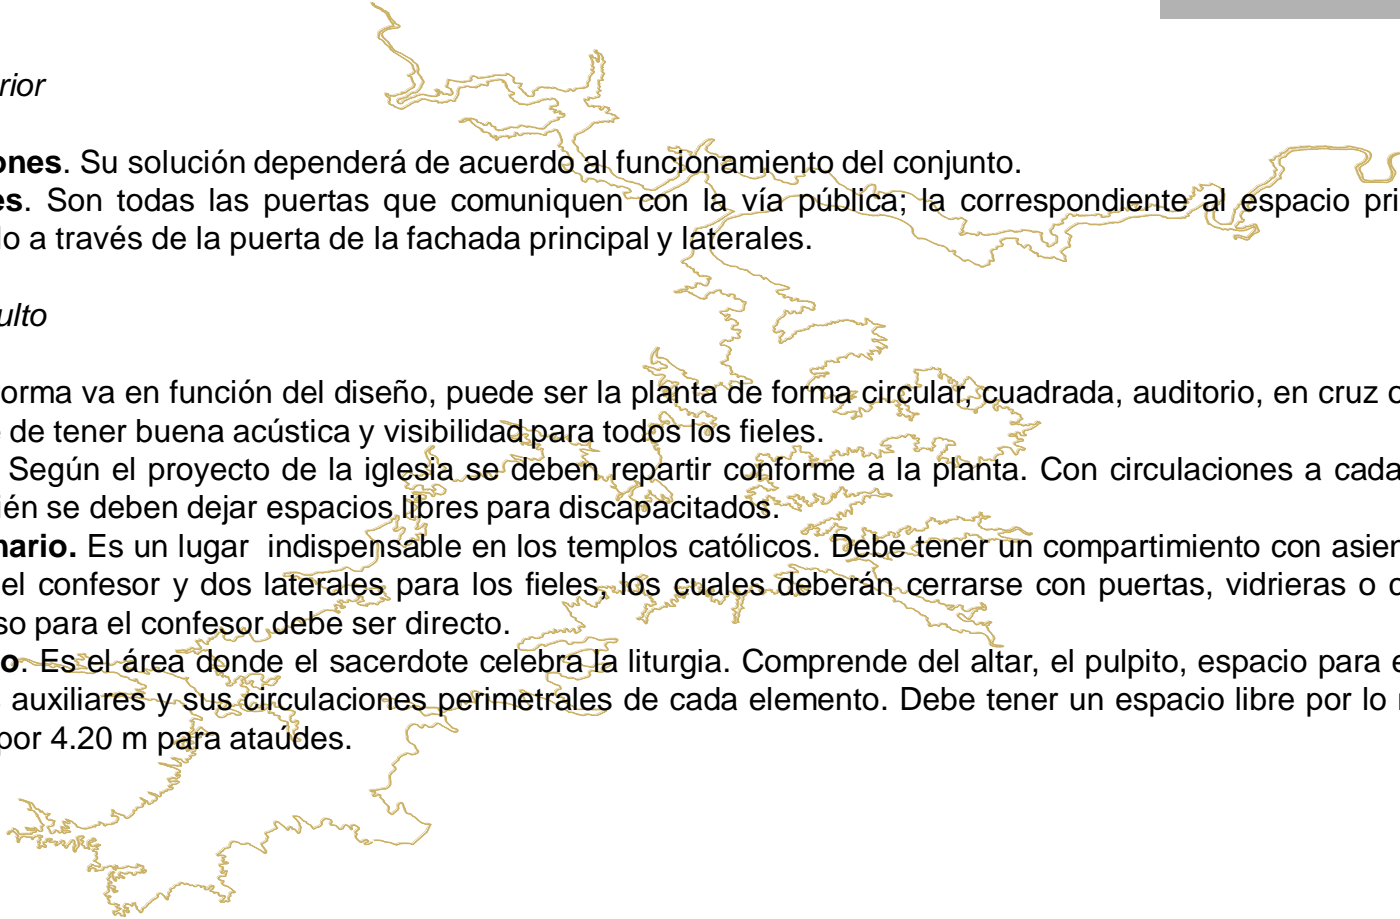 rior
ones. Su solución dependerá de acuerdo al funcionamiento del conjunto.
es. Son todas las puertas que comuniquen con la vía pública; la correspondiente al espacio pri
lo a través de la puerta de la fachada principal y laterales.
ulto
orma va en función del diseño, puede ser la planta de forma circular, cuadrada, auditorio, en cruz o
de tener buena acústica y visibilidad para todos los fieles.
Según el proyecto de la iglesia se deben repartir conforme a la planta. Con circulaciones a cada
ién se deben dejar espacios libres para discapacitados.
nario. Es un lugar indispensable en los templos católicos. Debe tener un compartimiento con asien
el confesor y dos laterales para los fieles, los cuales deberán cerrarse con puertas, vidrieras o c
so para el confesor debe ser directo.
o. Es el área donde el sacerdote celebra la liturgia. Comprende del altar, el pulpito, espacio para e
s auxiliares y sus circulaciones perimetrales de cada elemento. Debe tener un espacio libre por lo
por 4.20 m para ataúdes.